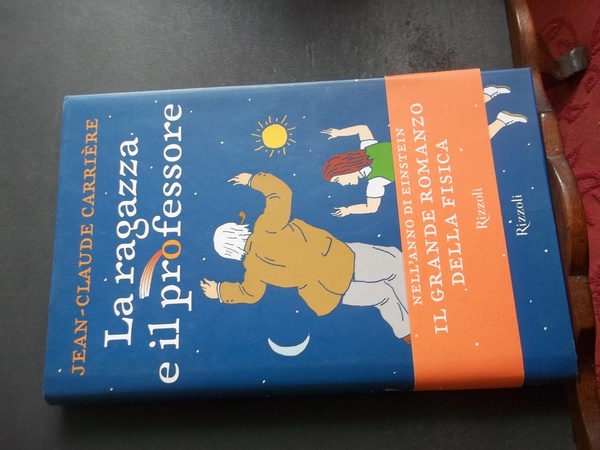 JEAN-CLAUDE CARRIÈRE
La ragazza
e il professore
NELL'ANNO DI EINSTEIN
IL GRANDE ROMANZO
DELLA FISICA
Rizzoli
Rizzoli